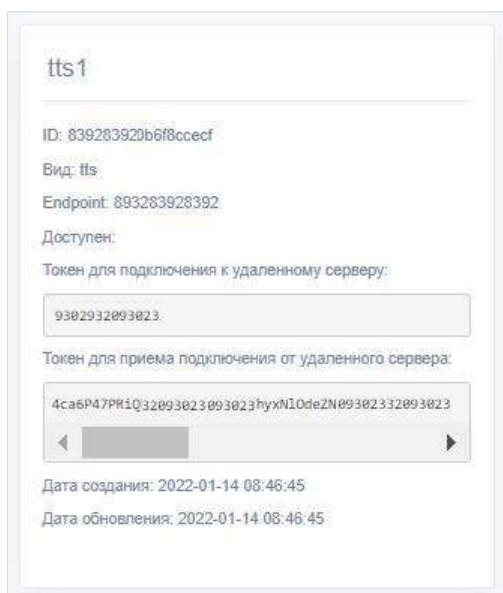 tts1
ID: 839283920b6f8ccecf
Вид: tts
Endpoint: 893283928392
Доступен:
Токен для подключения к удаленному серверу:
9302932093023
Токен для приема подключения от удаленного сервера:
4ca6P47PRiQ32093023093023hyxNlOdeZN09302332093023
Дата создания: 2022-01-14 08:46:45
Дата обновления: 2022-01-14 08:46:45